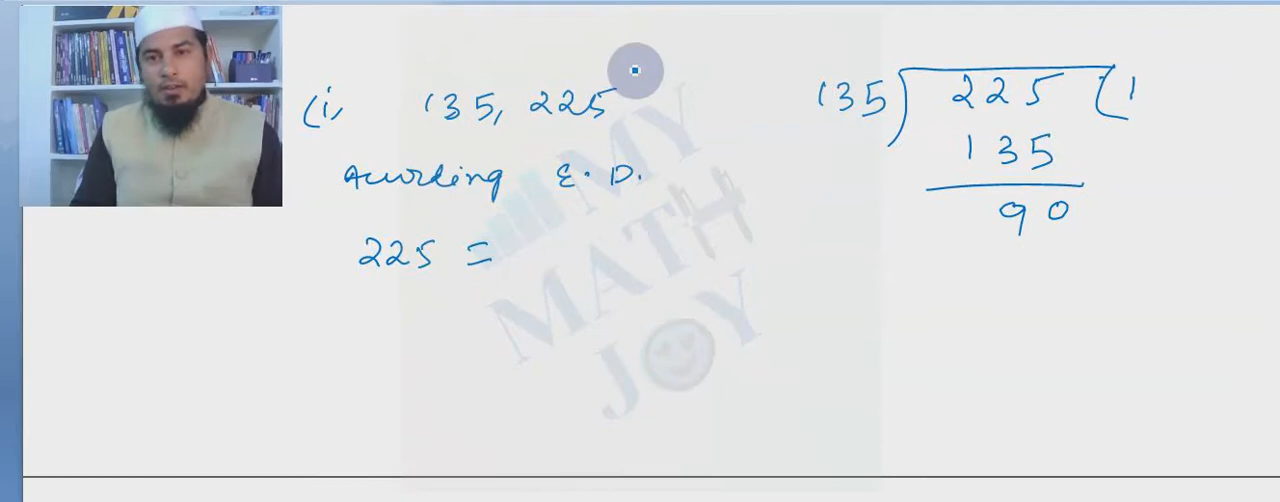 (i) 135, 225
Acording E. D.
225 =
135) 225 (1
135
90
MY
MATH
JOY